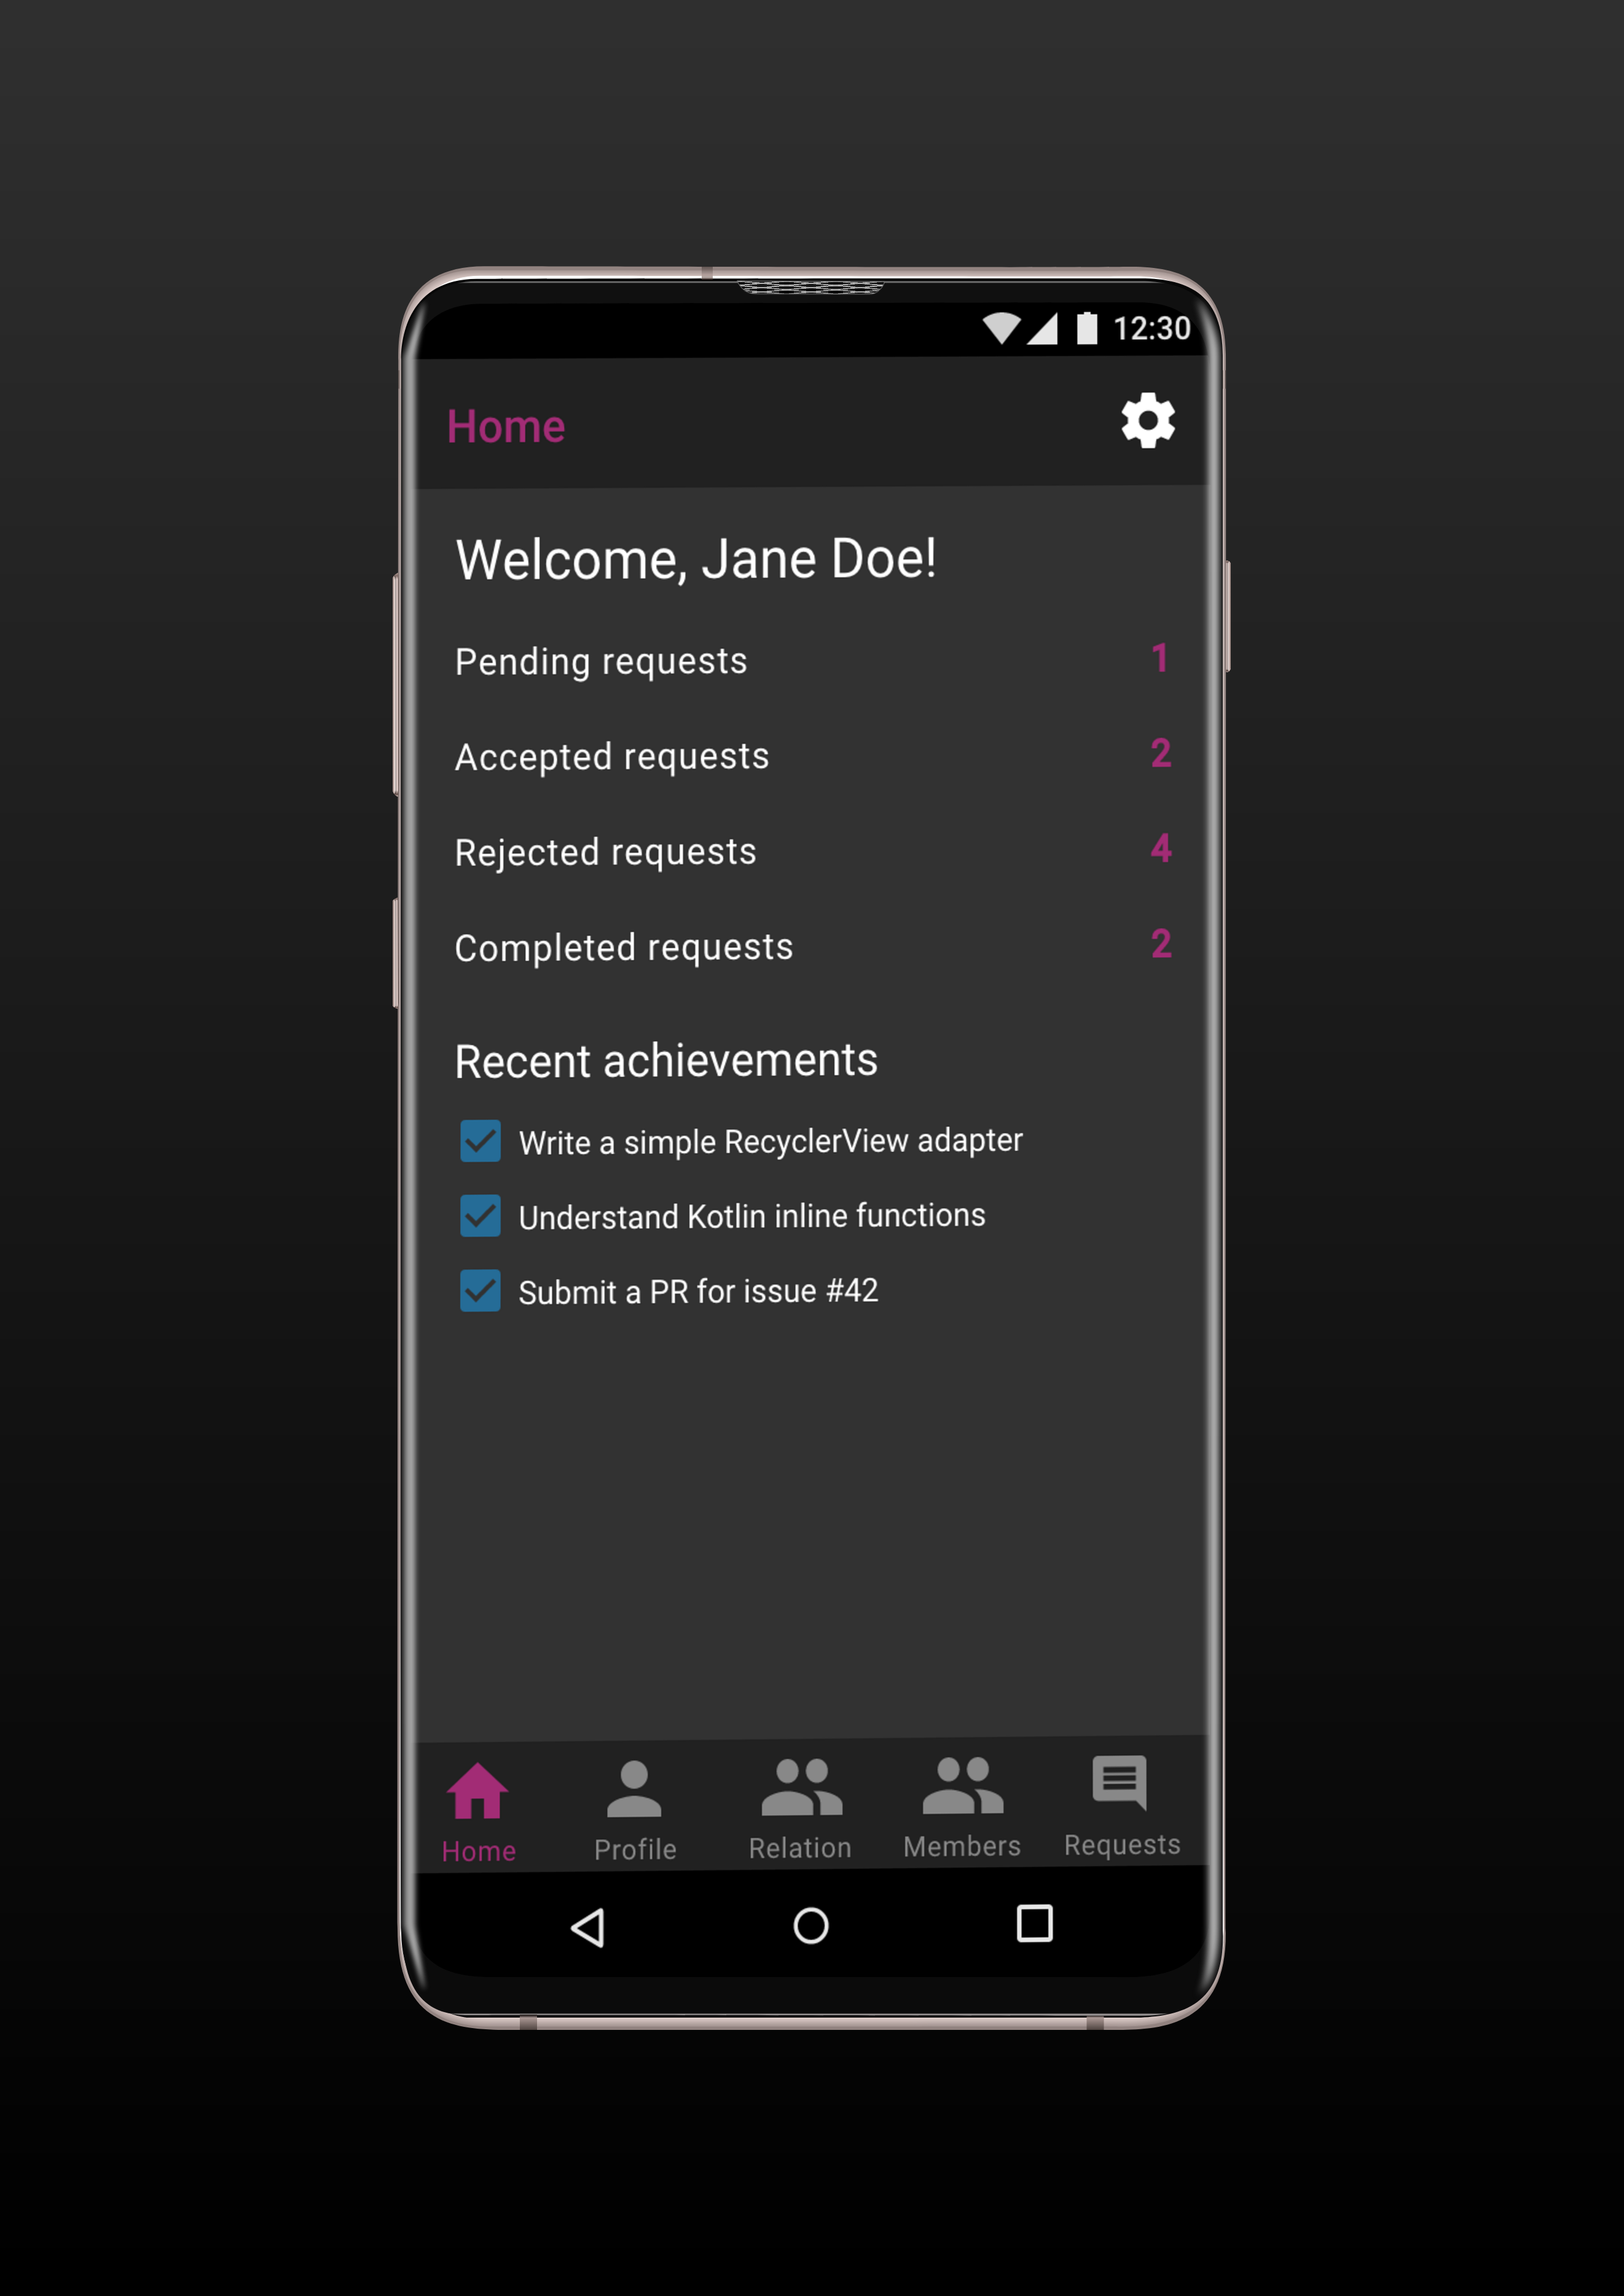 12:30
Home
Welcome, Jane Doe!
Pending requests 1
Accepted requests 2
Rejected requests 4
Completed requests 2
Recent achievements
Write a simple RecyclerView adapter
Understand Kotlin inline functions
Submit a PR for issue #42
Home Profile Relation Members Requests